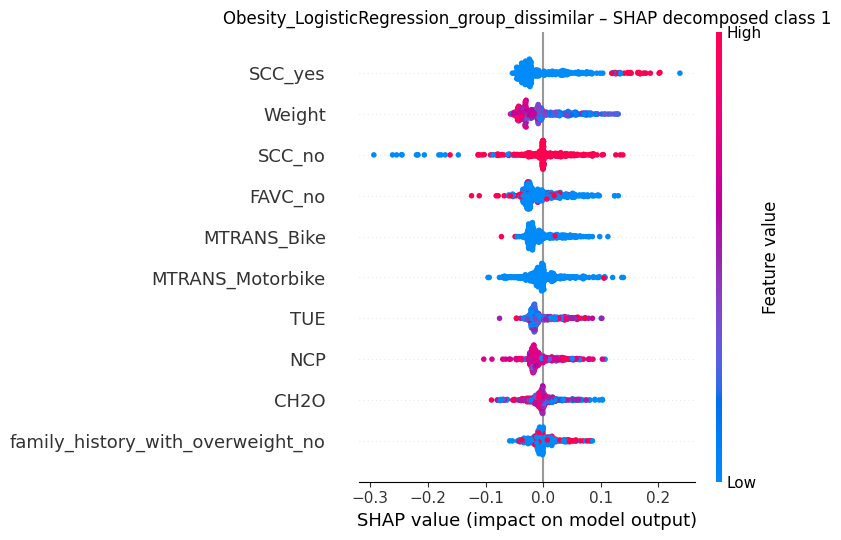 Obesity_LogisticRegression_group_dissimilar – SHAP decomposed class 1
High
SCC_yes
Weight
SCC_no
FAVC_no
MTRANS_Bike
MTRANS_Motorbike
TUE
NCP
CH2O
family_history_with_overweight_no
Feature value
Low
−0.3 −0.2 −0.1 0.0 0.1 0.2
SHAP value (impact on model output)